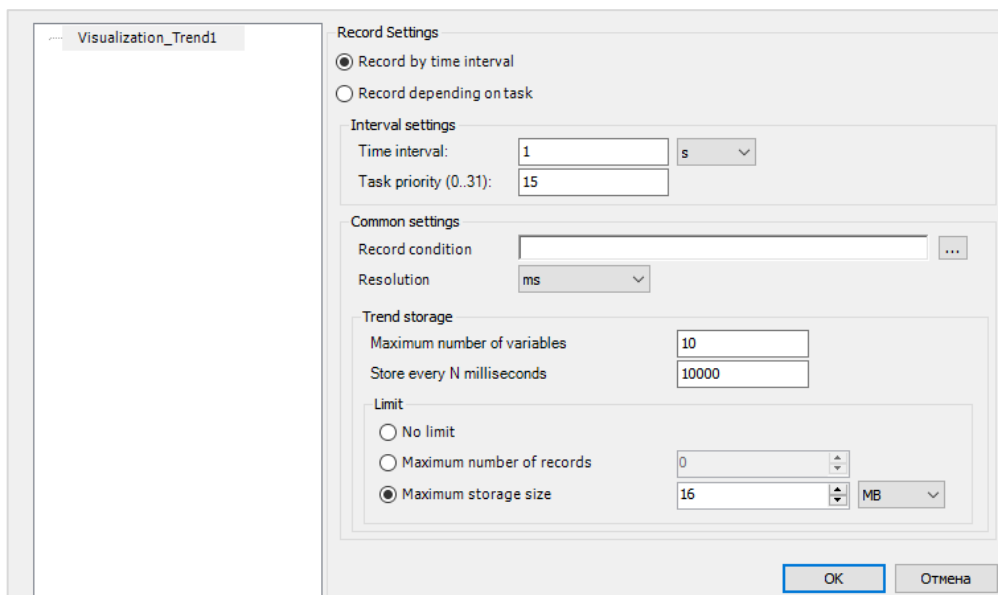 Visualization_Trend1
Record Settings
Record by time interval
Record depending on task
Interval settings
Time interval: 1 s
Task priority (0..31): 15
Common settings
Record condition ...
Resolution ms
Trend storage
Maximum number of variables 10
Store every N milliseconds 10000
Limit
No limit
Maximum number of records 0
Maximum storage size 16 MB
OK Отмена